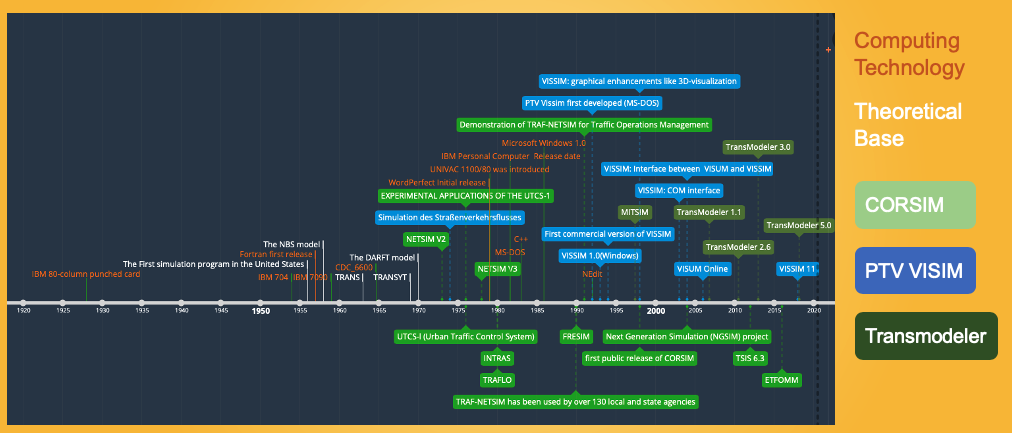 VISSIM: graphical enhancements like 3D-visualization
PTV Vissim first developed (MS-DOS)
Demonstration of TRAF-NETSIM for Traffic Operations Management
Microsoft Windows 1.0
TransModeler 3.0
IBM Personal Computer Release date
UNIVAC 1100/80 was introduced
VISSIM: Interface between VISUM and VISSIM
WordPerfect Initial release
EXPERIMENTAL APPLICATIONS OF THE UTCS-1
VISSIM: COM interface
Simulation des Straßenverkehrsflusses
MITSIM
TransModeler 1.1
TransModeler 5.0
NETSIM V2
C++
First commercial version of VISSIM
The NBS model
TransModeler 2.6
Fortran first release
MS-DOS
VISSIM 1.0(Windows)
The DARFT model
The First simulation program in the United States
CDC_6600
NETSIM V3
VISUM Online
VISSIM 11
IBM 80-column punched card
IBM 704
IBM 7090
TRANS
TRANSYT
NEdit
1920 1925 1930 1935 1940 1945 1950 1955 1960 1965 1970 1975 1980 1985 1990 1995 2000 2005 2010 2015 2020
UTCS-I (Urban Traffic Control System)
FRESIM
Next Generation Simulation (NGSIM) project
INTRAS
first public release of CORSIM
TSIS 6.3
TRAFLO
ETFOMM
TRAF-NETSIM has been used by over 130 local and state agencies
Computing
Technology
Theoretical
Base
CORSIM
PTV VISIM
Transmodeler